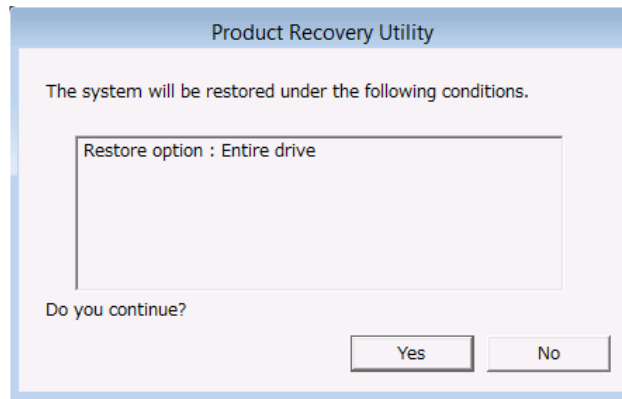 Product Recovery Utility
The system will be restored under the following conditions.
Restore option : Entire drive
Do you continue?
Yes
No